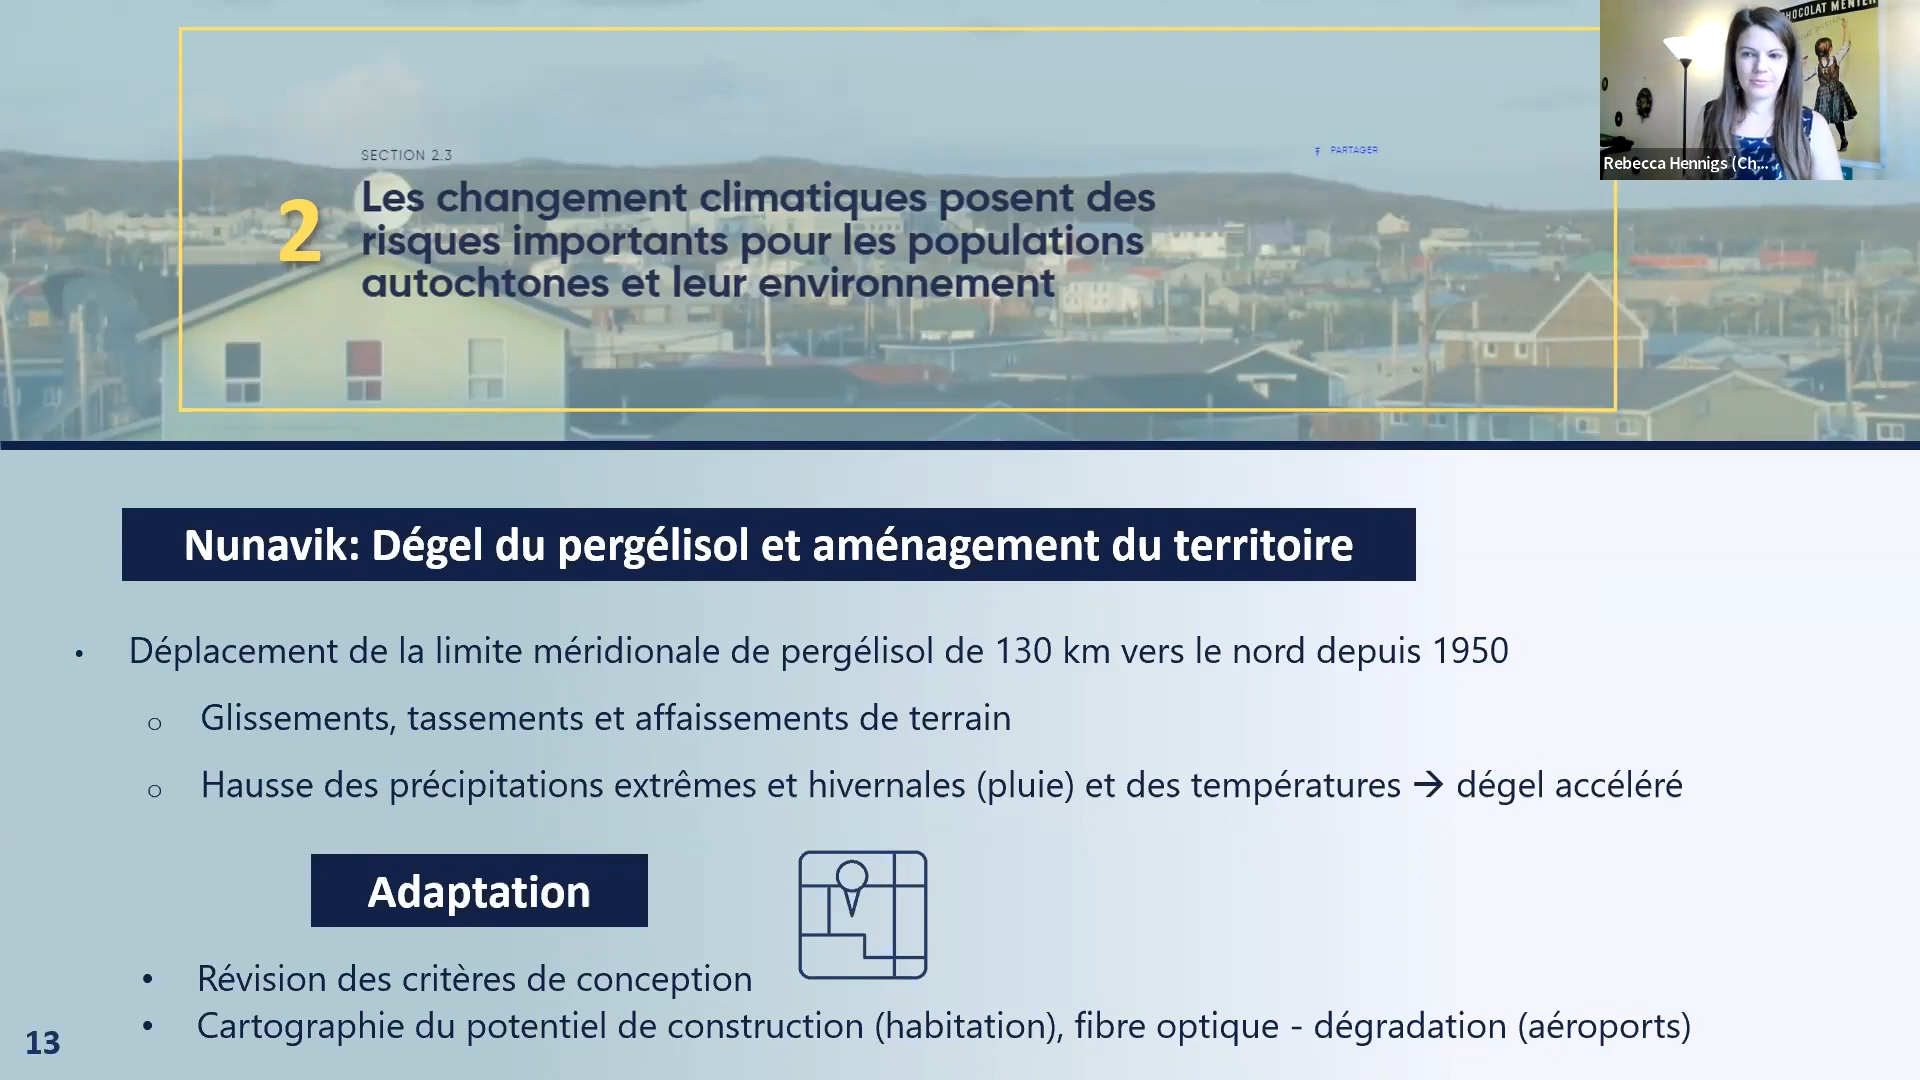 CHOCOLAT MENIER
Rebecca Hennigs (Ch...
SECTION 2.3
PARTAGER
2
Les changement climatiques posent des
risques importants pour les populations
autochtones et leur environnement
Nunavik: Dégel du pergélisol et aménagement du territoire
• Déplacement de la limite méridionale de pergélisol de 130 km vers le nord depuis 1950
o Glissements, tassements et affaissements de terrain
o Hausse des précipitations extrêmes et hivernales (pluie) et des températures → dégel accéléré
Adaptation
• Révision des critères de conception
• Cartographie du potentiel de construction (habitation), fibre optique - dégradation (aéroports)
13